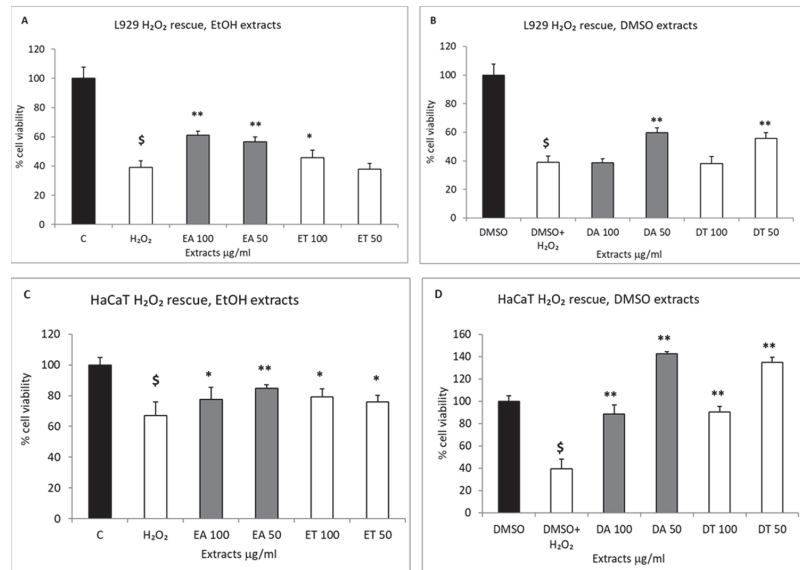 A
L929 H₂O₂ rescue, EtOH extracts
120
100
80
60
40
20
0
% cell viability
$
**
**
*
C
H₂O₂
EA 100
EA 50
ET 100
ET 50
Extracts µg/ml
B
L929 H₂O₂ rescue, DMSO extracts
120
100
80
60
40
20
0
% cell viability
$
**
**
DMSO
DMSO+
H₂O₂
DA 100
DA 50
DT 100
DT 50
Extracts µg/ml
C
HaCaT H₂O₂ rescue, EtOH extracts
120
100
80
60
40
20
0
% cell viability
$
*
**
*
*
C
H₂O₂
EA 100
EA 50
ET 100
ET 50
Extracts µg/ml
D
HaCaT H₂O₂ rescue, DMSO extracts
160
140
120
100
80
60
40
20
0
% cell viability
$
**
**
**
**
DMSO
DMSO+
H₂O₂
DA 100
DA 50
DT 100
DT 50
Extracts µg/ml